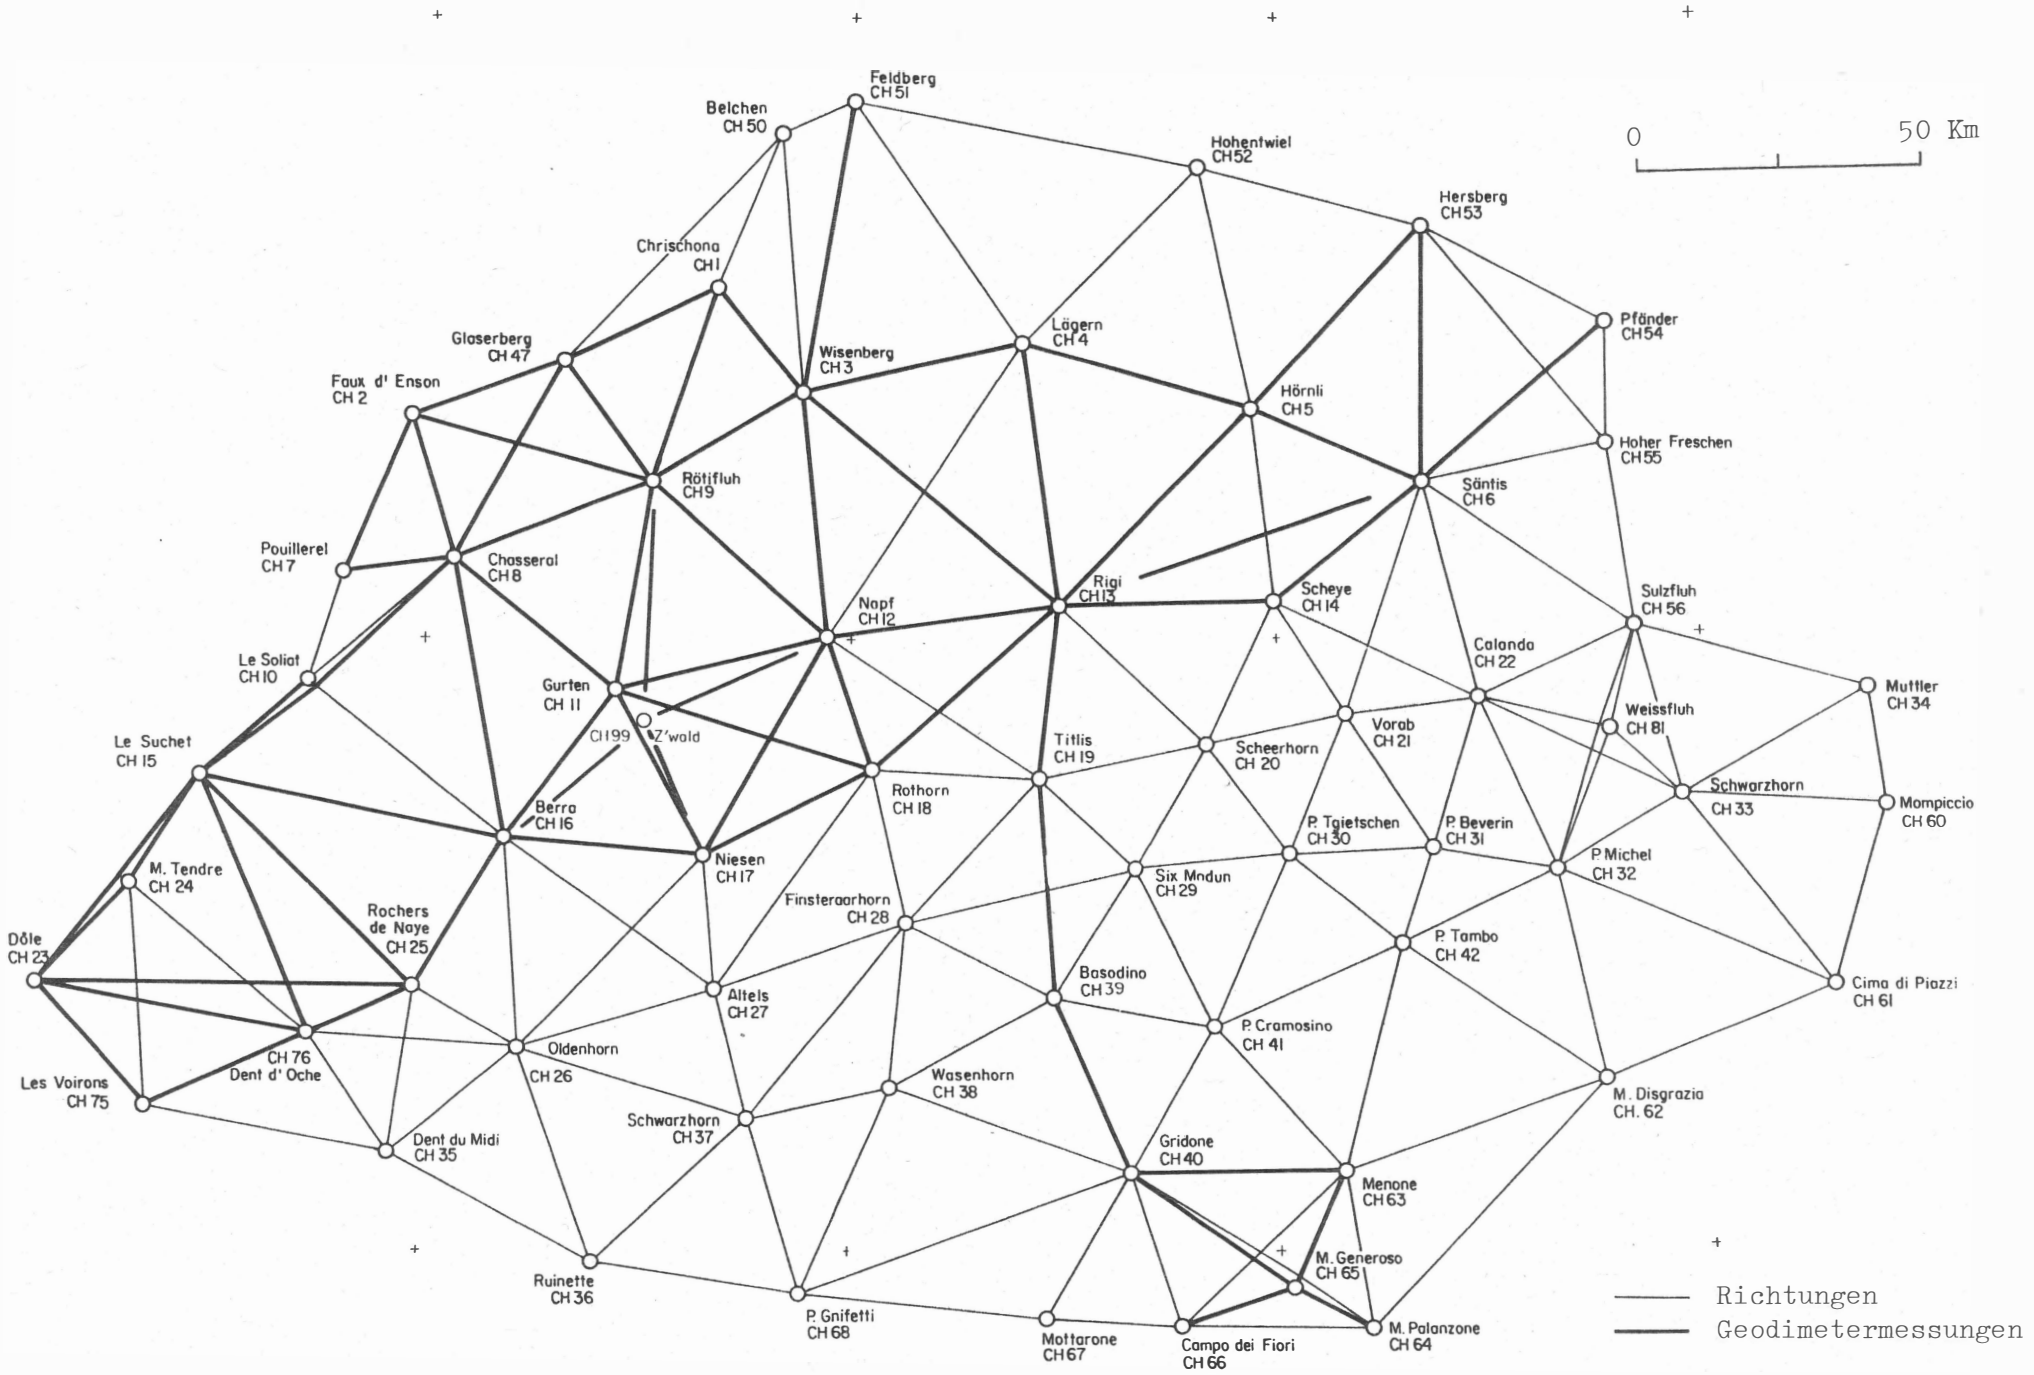 Feldberg
CH 51
Belchen
CH 50
Hohentwiel
CH 52
0
50 Km
Hersberg
CH 53
Chrischona
CH 1
Pfänder
CH 54
Glaserberg
CH 47
Lägern
CH 4
Wisenberg
CH 3
Faux d' Enson
CH 2
Hörnli
CH 5
Hoher Freschen
CH 55
Rötifluh
CH 9
Säntis
CH 6
Pouillerel
CH 7
Chasseral
CH 8
Rigi
CH 13
Scheye
CH 14
Sulzfluh
CH 56
Napf
CH 12
Le Soliat
CH 10
Calanda
CH 22
Gurten
CH 11
Muttler
CH 34
Weissfluh
CH 81
CH 99 Z'wald
Vorab
CH 21
Le Suchet
CH 15
Titlis
CH 19
Scheerhorn
CH 20
Rothorn
CH 18
Schwarzhorn
CH 33
Mompiccio
CH 60
Berra
CH 16
P. Tgietschen
CH 30
P. Beverin
CH 31
Niesen
CH 17
P. Michel
CH 32
M. Tendre
CH 24
Six Madun
CH 29
Finsteraarhorn
CH 28
Rochers
de Naye
CH 25
Dôle
CH 23
P. Tambo
CH 42
Basodino
CH 39
Altels
CH 27
Cima di Piazzi
CH 61
P. Cramosino
CH 41
Oldenhorn
CH 26
CH 76
Dent d' Oche
Les Voirons
CH 75
Wasenhorn
CH 38
M. Disgrazia
CH. 62
Schwarzhorn
CH 37
Dent du Midi
CH 35
Gridone
CH 40
Menone
CH 63
M. Generoso
CH 65
Ruinette
CH 36
P. Gnifetti
CH 68
Mottarone
CH 67
Campo dei Fiori
CH 66
M. Palanzone
CH 64
Richtungen
Geodimetermessungen